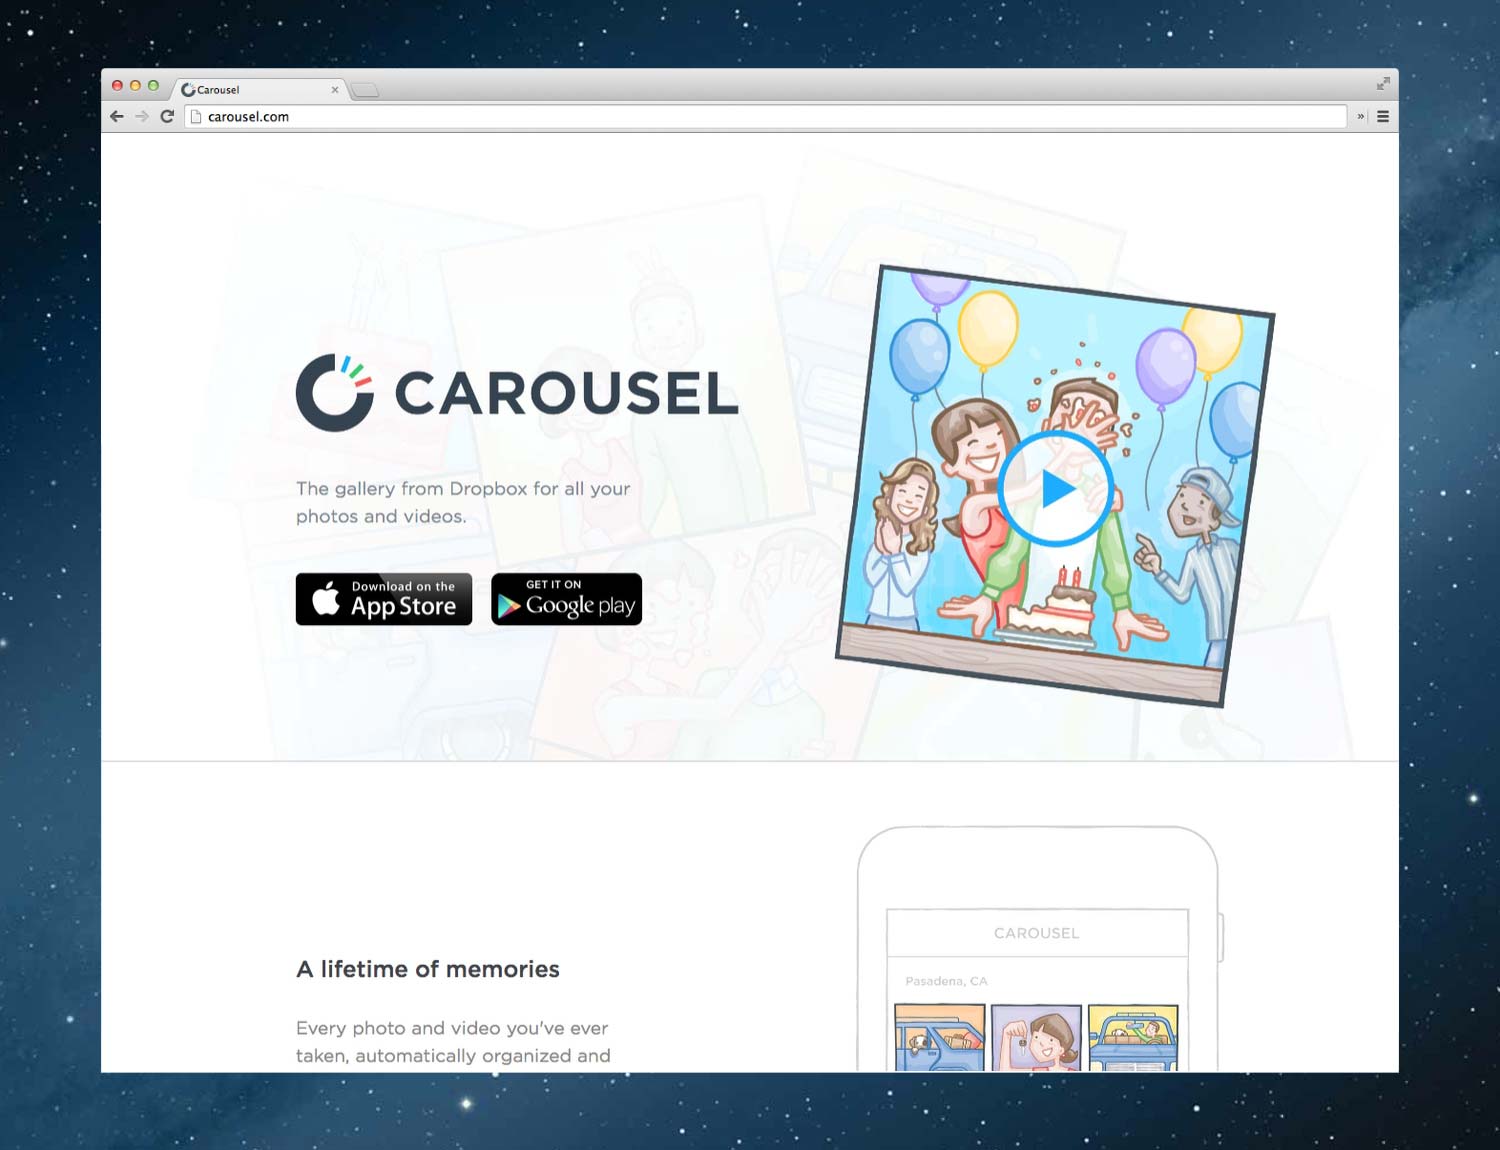 Carousel
carousel.com
CAROUSEL
The gallery from Dropbox for all your
photos and videos.
Download on the
App Store
GET IT ON
Google play
A lifetime of memories
Every photo and video you've ever
taken, automatically organized and
CAROUSEL
Pasadena, CA